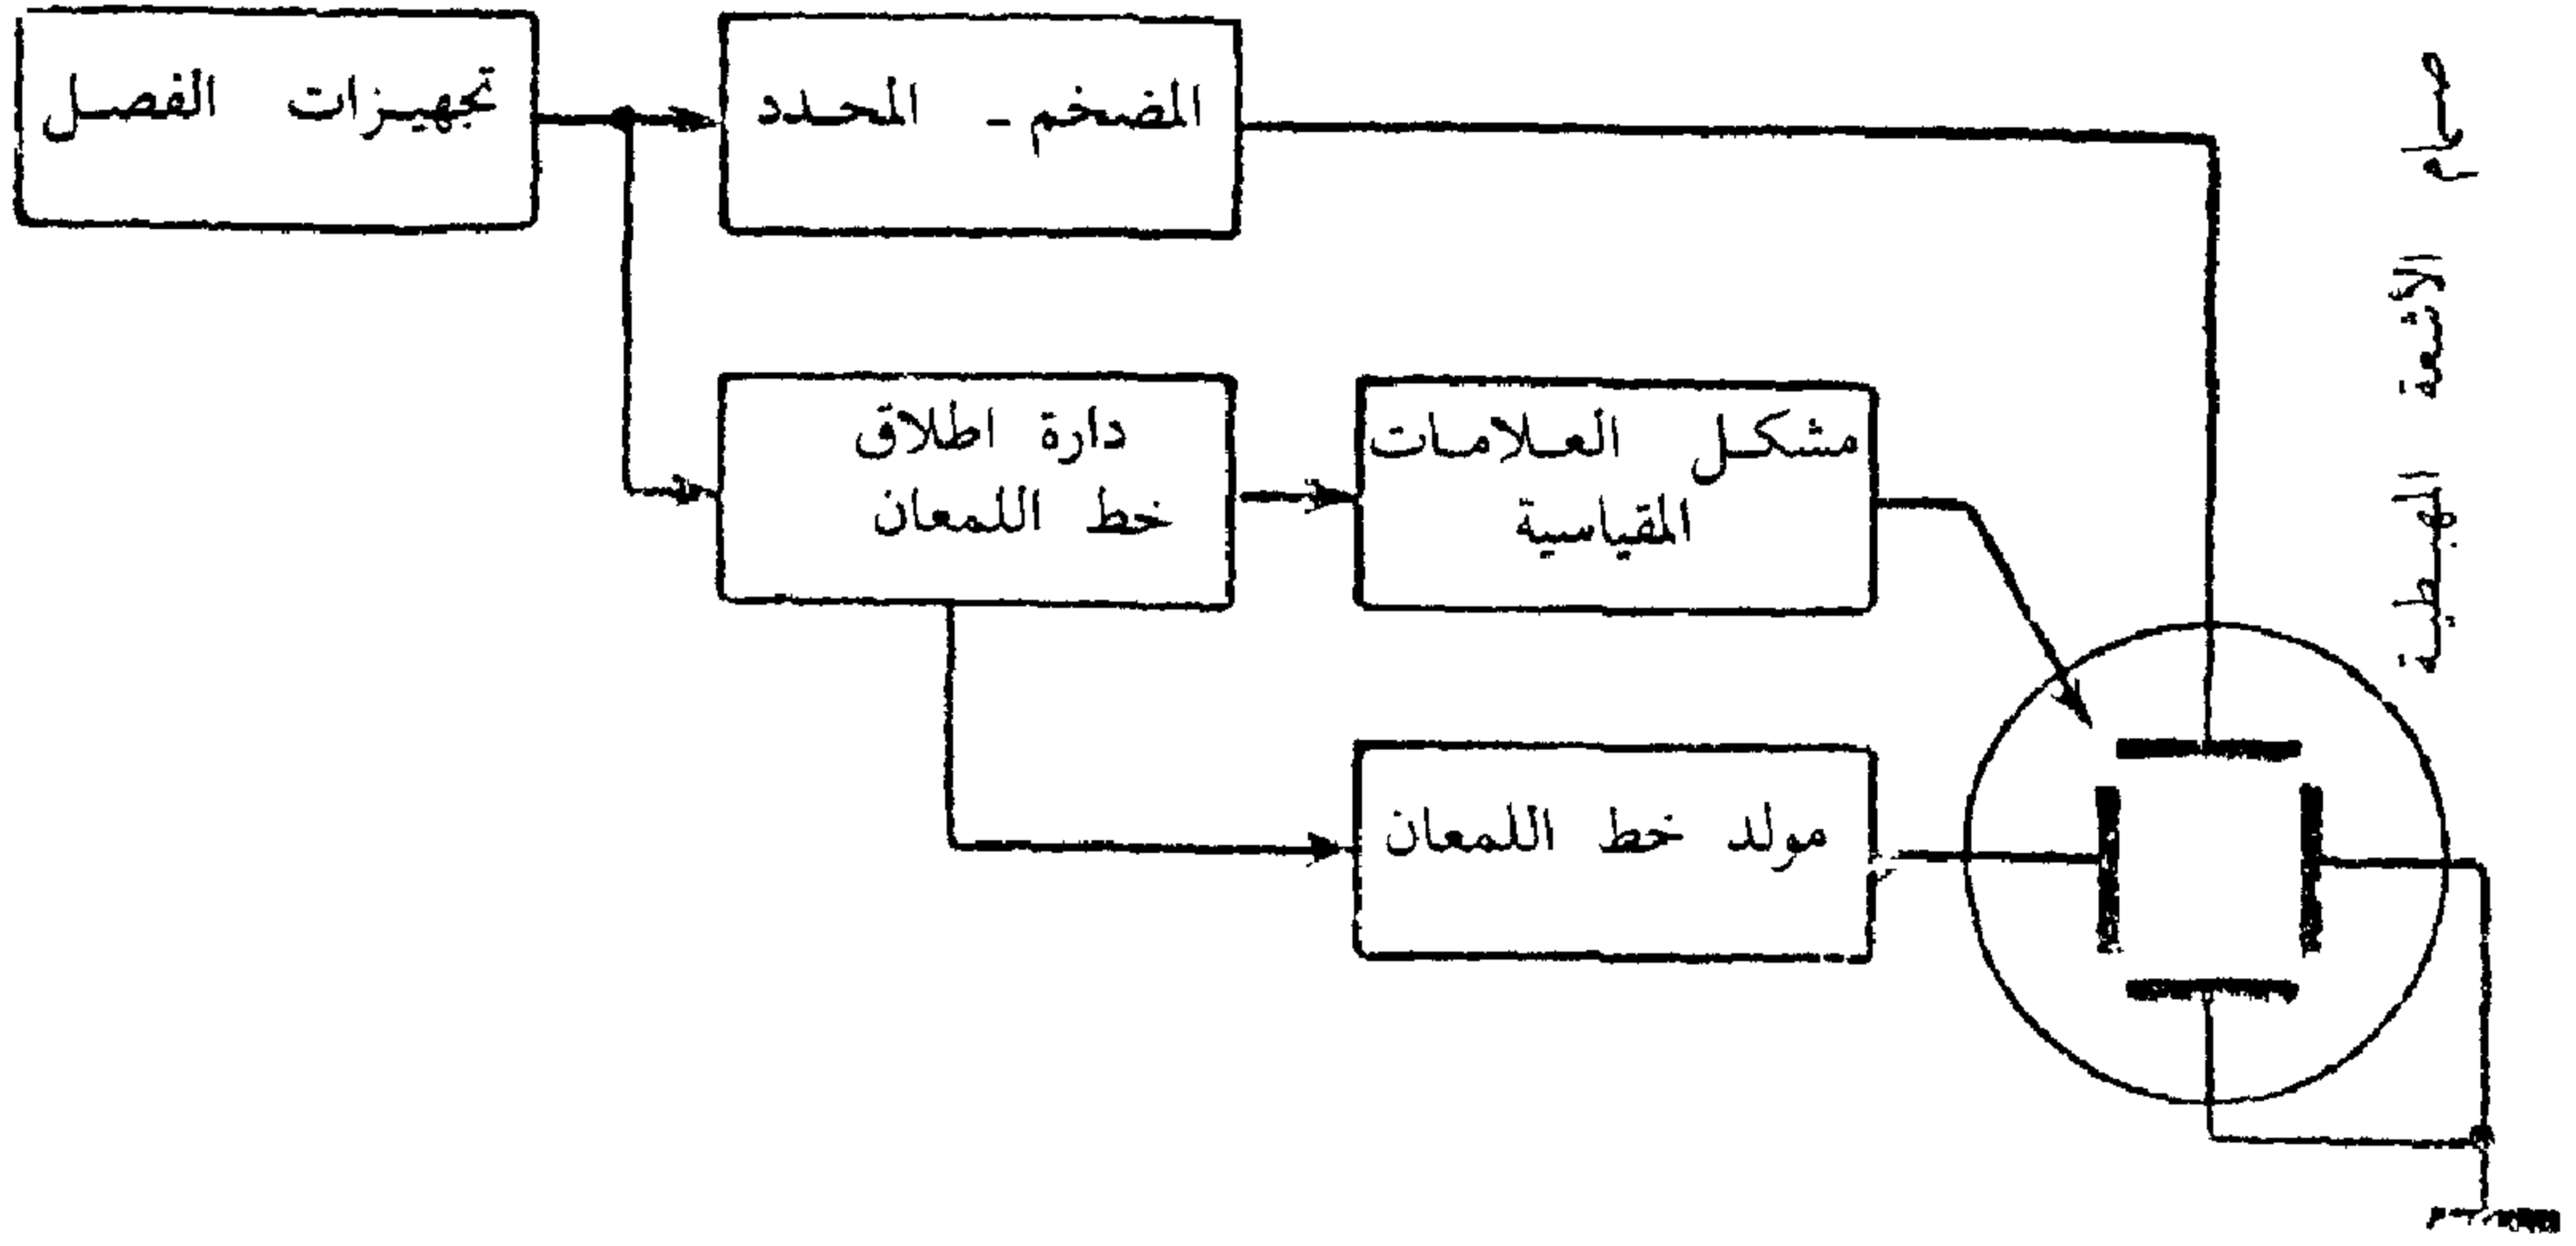 تجهيزات الفصل
المضخم - المحدد
دارة اطلاق
خط اللمعان
مشكل العلامات
المقياسية
مولد خط اللمعان
صمام الأشعة المهبطية